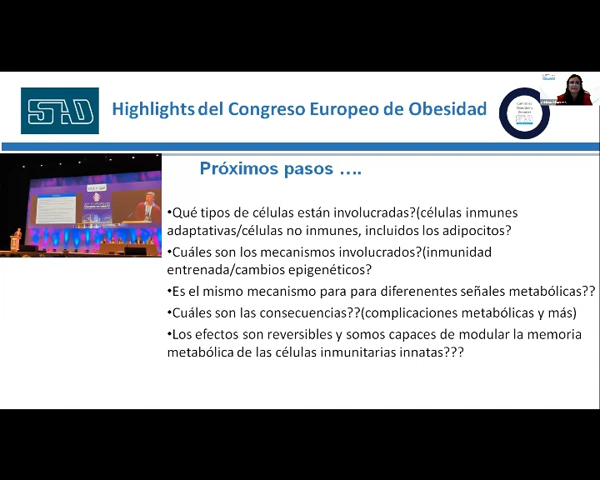 SAD
Highlights del Congreso Europeo de Obesidad
Próximos pasos ….
•Qué tipos de células están involucradas?(células inmunes
adaptativas/células no inmunes, incluidos los adipocitos?
•Cuáles son los mecanismos involucrados?(inmunidad
entrenada/cambios epigenéticos?
•Es el mismo mecanismo para para diferenentes señales metabólicas??
•Cuáles son las consecuencias??(complicaciones metabólicas y más)
•Los efectos son reversibles y somos capaces de modular la memoria
metabólica de las células inmunitarias innatas???